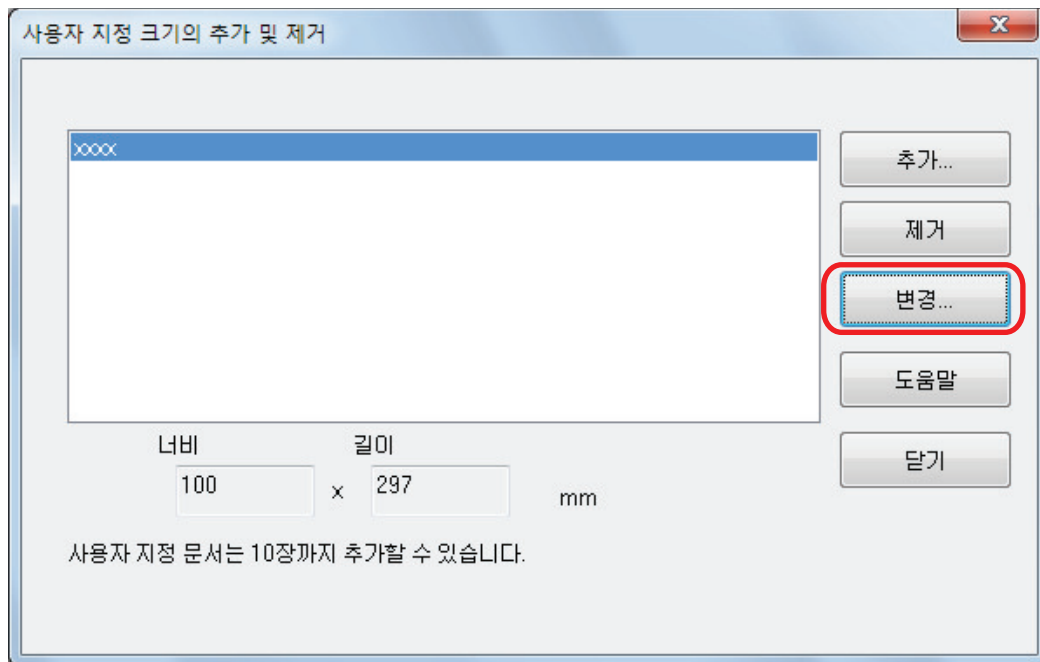 사용자 지정 크기의 추가 및 제거
xxxx
추가...
제거
변경...
도움말
닫기
너비 길이
100 x 297 mm
사용자 지정 문서는 10장까지 추가할 수 있습니다.